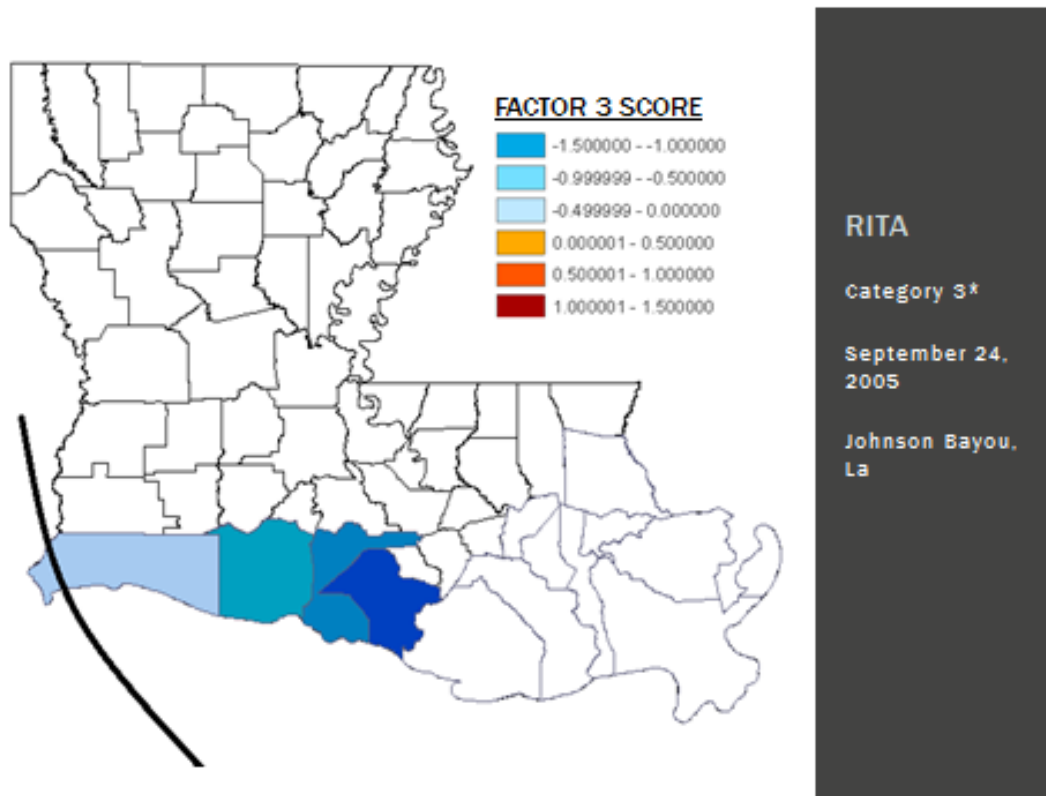 FACTOR 3 SCORE
-1.500000 - -1.000000
-0.999999 - -0.500000
-0.499999 - 0.000000
0.000001 - 0.500000
0.500001 - 1.000000
1.000001 - 1.500000
RITA
Category 3*
September 24,
2005
Johnson Bayou,
La